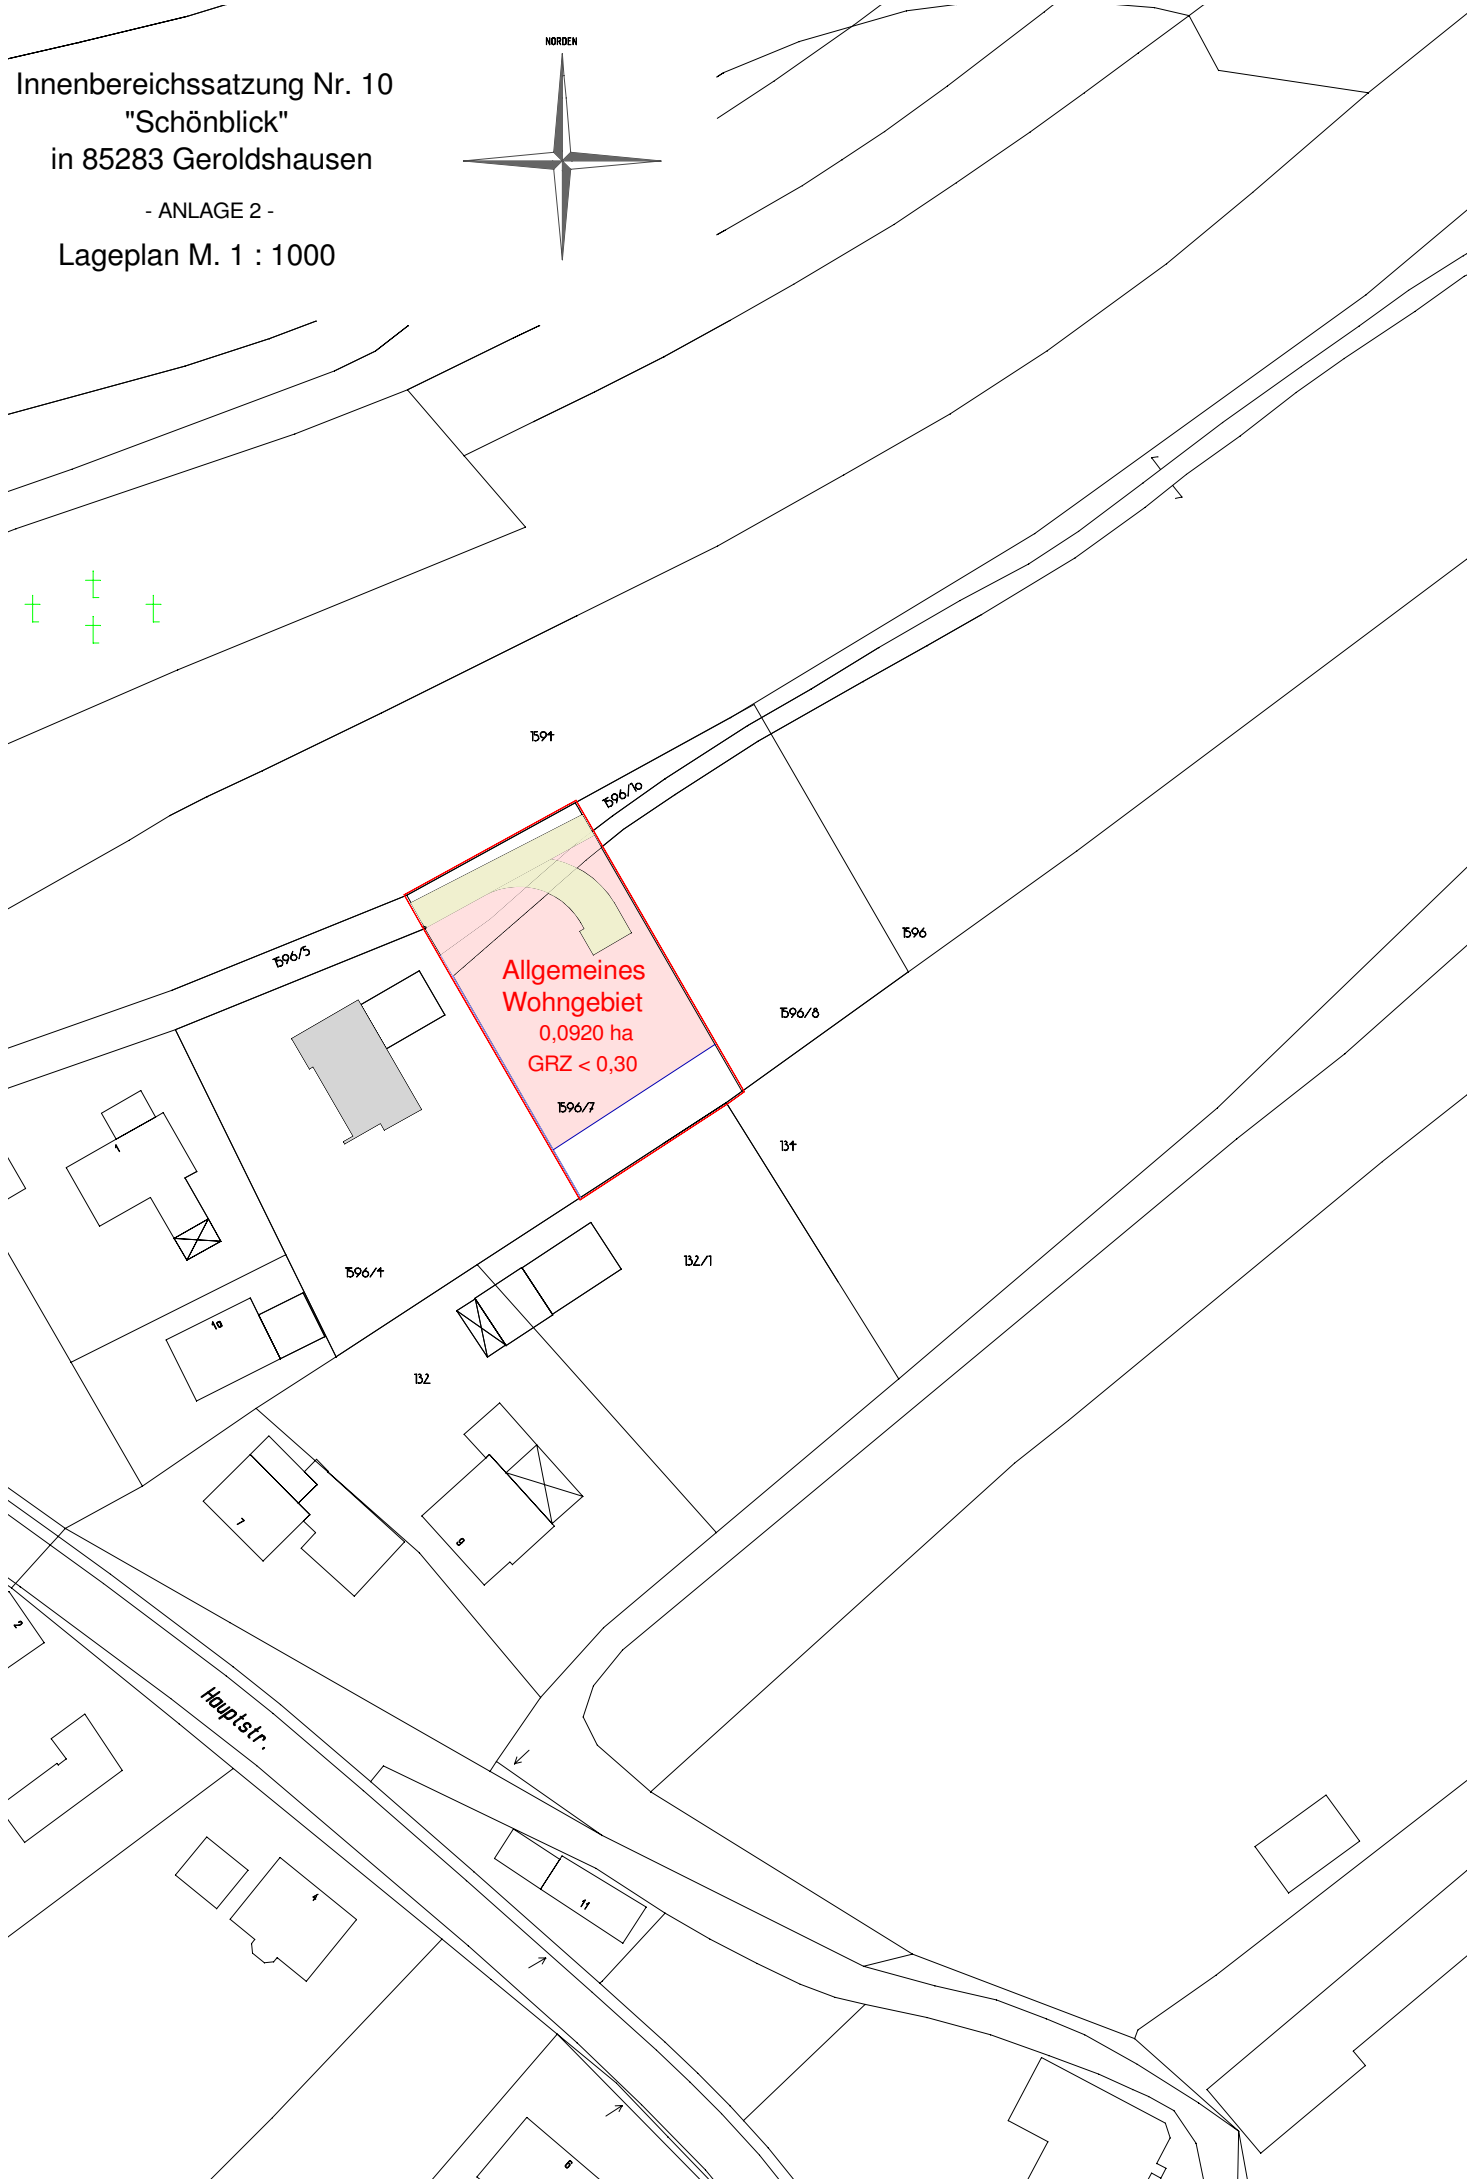 NORDEN
Innenbereichssatzung Nr. 10
"Schönblick"
in 85283 Geroldshausen
- ANLAGE 2 -
Lageplan M. 1 : 1000
1594
1596/10
1596
1596/5
Allgemeines
Wohngebiet
0,0920 ha
GRZ < 0,30
1596/8
1596/7
134
1
132/1
1596/4
1a
132
7
9
2
Hauptstr.
4
11
6